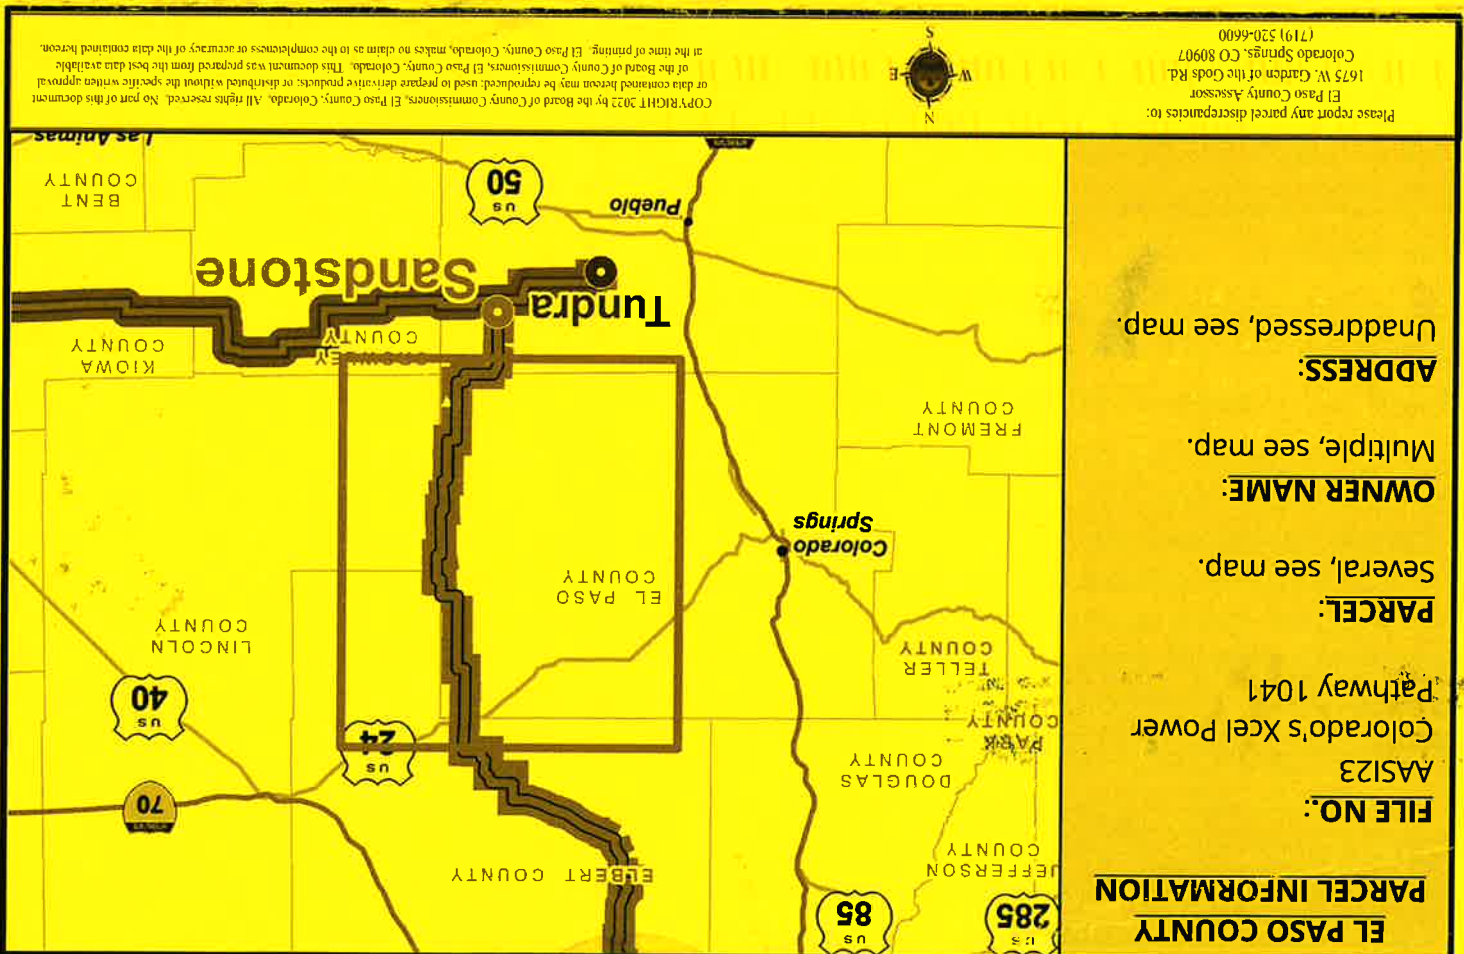 EL PASO COUNTY
PARCEL INFORMATION
FILE NO.:
AASI23
Colorado's Xcel Power
Pathway 1041
PARCEL:
Several, see map.
OWNER NAME:
Multiple, see map.
ADDRESS:
Unaddressed, see map.
US
285
US
85
JEFFERSON
COUNTY
ELBERT COUNTY
70
DOUGLAS
COUNTY
US
24
US
40
PARK
COUNTY
TELLER
COUNTY
LINCOLN
COUNTY
EL PASO
COUNTY
Colorado
Springs
FREMONT
COUNTY
KIOWA
COUNTY
CROWLEY
COUNTY
Tundra
Sandstone
Pueblo
US
50
BENT
COUNTY
Las Animas
Please report any parcel discrepancies to:
El Paso County Assessor
1675 W. Garden of the Gods Rd.
Colorado Springs, CO 80907
(719) 520-6600
N
W
E
S
COPYRIGHT 2022 by the Board of County Commissioners, El Paso County, Colorado. All rights reserved. No part of this document
or data contained hereon may be reproduced; used to prepare derivative products; or distributed without the specific written approval
of the Board of County Commissioners, El Paso County, Colorado. This document was prepared from the best data available
at the time of printing. El Paso County, Colorado, makes no claim as to the completeness or accuracy of the data contained hereon.